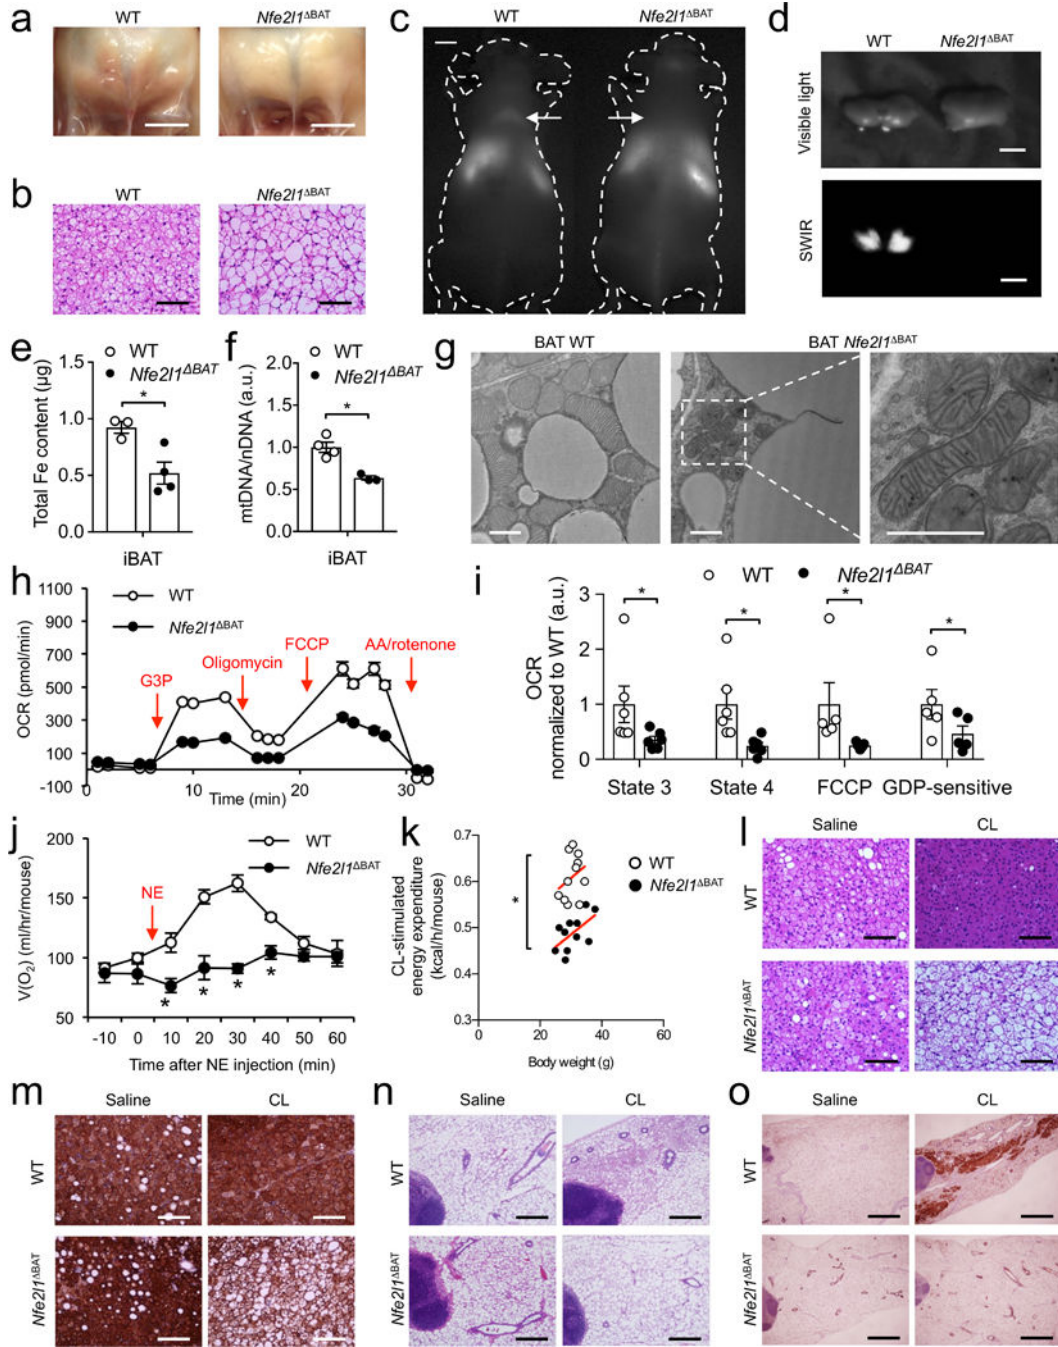 a
WT
Nfe2l1ΔBAT
b
WT
Nfe2l1ΔBAT
c
WT
Nfe2l1ΔBAT
d
WT
Nfe2l1ΔBAT
Visible light
SWIR
e
WT
Nfe2l1ΔBAT
Total Fe content (µg)
1.5
1.0
0.5
0.0
*
iBAT
f
WT
Nfe2l1ΔBAT
mtDNA/nDNA (a.u.)
1.5
1.0
0.5
0.0
*
iBAT
g
BAT WT
BAT Nfe2l1ΔBAT
h
OCR (pmol/min)
1100
900
700
500
300
100
-100
WT
Nfe2l1ΔBAT
G3P
Oligomycin
FCCP
AA/rotenone
0
10
20
30
Time (min)
i
WT
Nfe2l1ΔBAT
OCR
normalized to WT (a.u.)
3
2
1
0
*
*
*
*
State 3
State 4
FCCP
GDP-sensitive
j
V(O2) (ml/hr/mouse)
200
150
100
50
WT
Nfe2l1ΔBAT
NE
*
*
*
*
-10 0 10 20 30 40 50 60
Time after NE injection (min)
k
CL-stimulated
energy expenditure
(kcal/h/mouse)
0.7
0.6
0.5
0.4
0.3
*
WT
Nfe2l1ΔBAT
0
20
40
60
Body weight (g)
l
Saline
CL
WT
Nfe2l1ΔBAT
m
Saline
CL
WT
Nfe2l1ΔBAT
n
Saline
CL
WT
Nfe2l1ΔBAT
o
Saline
CL
WT
Nfe2l1ΔBAT